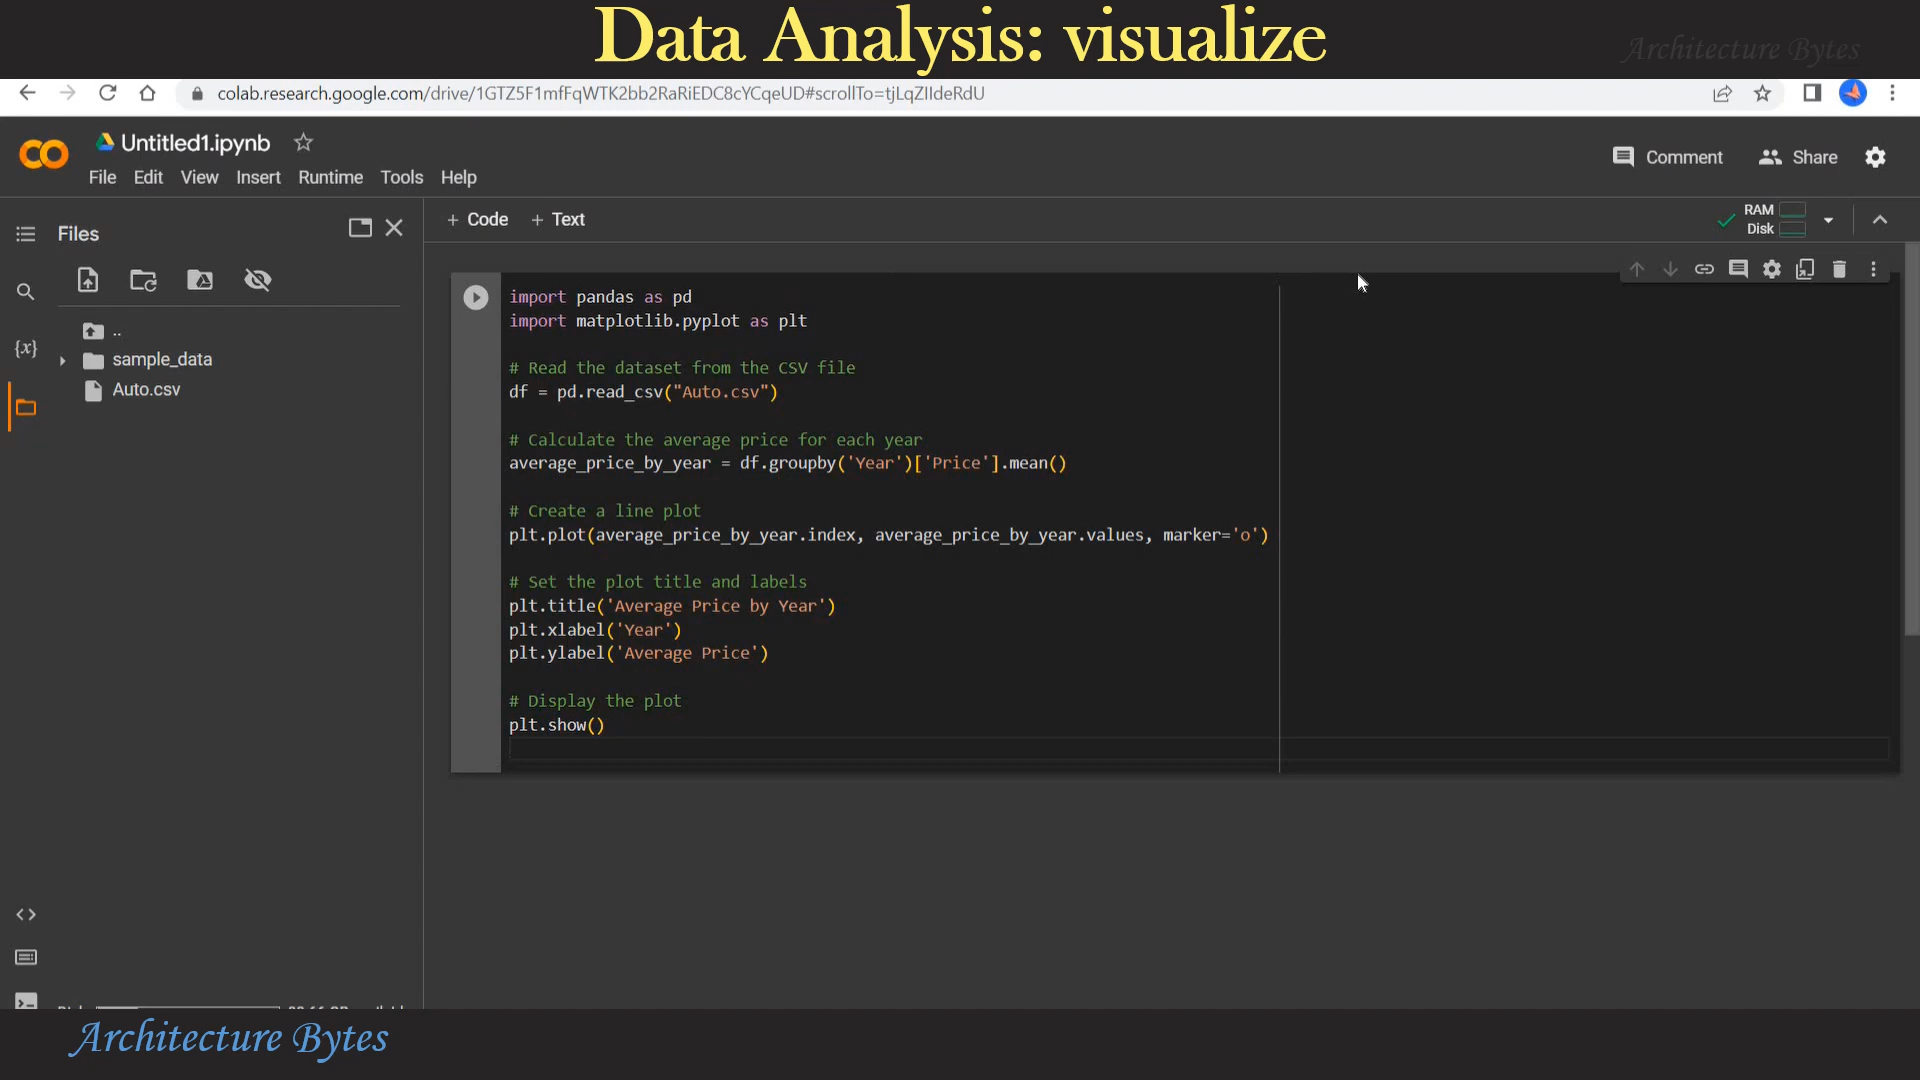 Data Analysis: visualize
Architecture Bytes
colab.research.google.com/drive/1GTZ5F1mfFqWTK2bb2RaRiEDC8cYCqeUD#scrollTo=tjLqZIIdeRdU
CO
Untitled1.ipynb
Comment
Share
File Edit View Insert Runtime Tools Help
Files
+ Code + Text
RAM
Disk
..
sample_data
Auto.csv
{x}
import pandas as pd
import matplotlib.pyplot as plt
# Read the dataset from the CSV file
df = pd.read_csv("Auto.csv")
# Calculate the average price for each year
average_price_by_year = df.groupby('Year')['Price'].mean()
# Create a line plot
plt.plot(average_price_by_year.index, average_price_by_year.values, marker='o')
# Set the plot title and labels
plt.title('Average Price by Year')
plt.xlabel('Year')
plt.ylabel('Average Price')
# Display the plot
plt.show()
Architecture Bytes